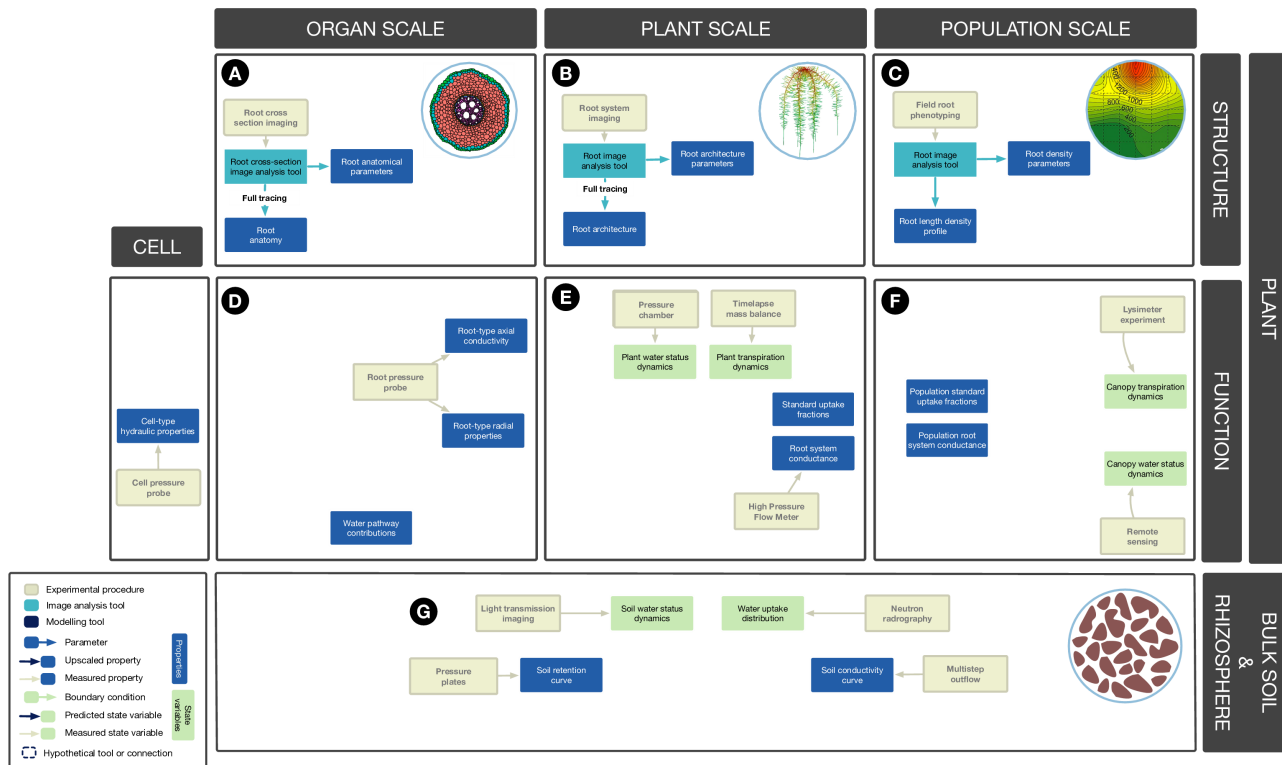 ORGAN SCALE
PLANT SCALE
POPULATION SCALE
A
Root cross
section imaging
Root cross-section
image analysis tool
Root anatomical
parameters
Full tracing
Root
anatomy
B
Root system
imaging
Root image
analysis tool
Root architecture
parameters
Full tracing
Root architecture
C
Field root
phenotyping
Root image
analysis tool
Root density
parameters
Root length density
profile
1200
1000
800
600
600
400
200
STRUCTURE
PLANT
CELL
Cell-type
hydraulic properties
Cell pressure
probe
D
Root-type axial
conductivity
Root pressure
probe
Root-type radial
properties
Water pathway
contributions
E
Pressure
chamber
Timelapse
mass balance
Plant water status
dynamics
Plant transpiration
dynamics
Standard uptake
fractions
Root system
conductance
High Pressure
Flow Meter
F
Lysimeter
experiment
Canopy transpiration
dynamics
Population standard
uptake fractions
Population root
system conductance
Canopy water status
dynamics
Remote
sensing
FUNCTION
Experimental procedure
Image analysis tool
Modelling tool
Parameter
Upscaled property
Measured property
Boundary condition
Predicted state variable
Measured state variable
Hypothetical tool or connection
Properties
State
variables
G
Light transmission
imaging
Soil water status
dynamics
Water uptake
distribution
Neutron
radiography
Pressure
plates
Soil retention
curve
Soil conductivity
curve
Multistep
outflow
BULK SOIL
&
RHIZOSPHERE